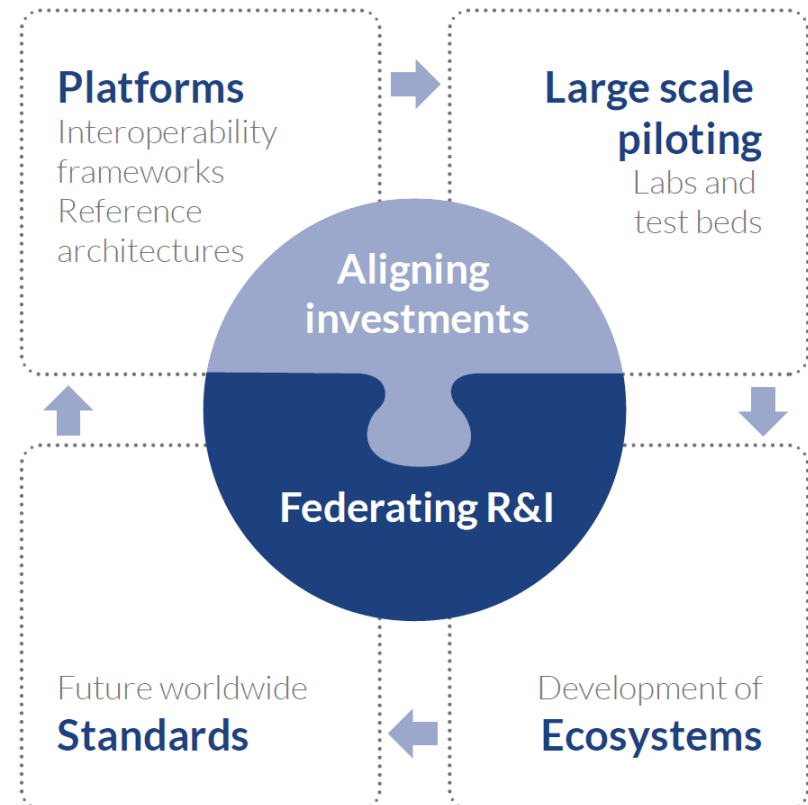 Platforms
Interoperability
frameworks
Reference
architectures
Large scale
piloting
Labs and
test beds
Aligning
investments
Federating R&I
Future worldwide
Standards
Development of
Ecosystems